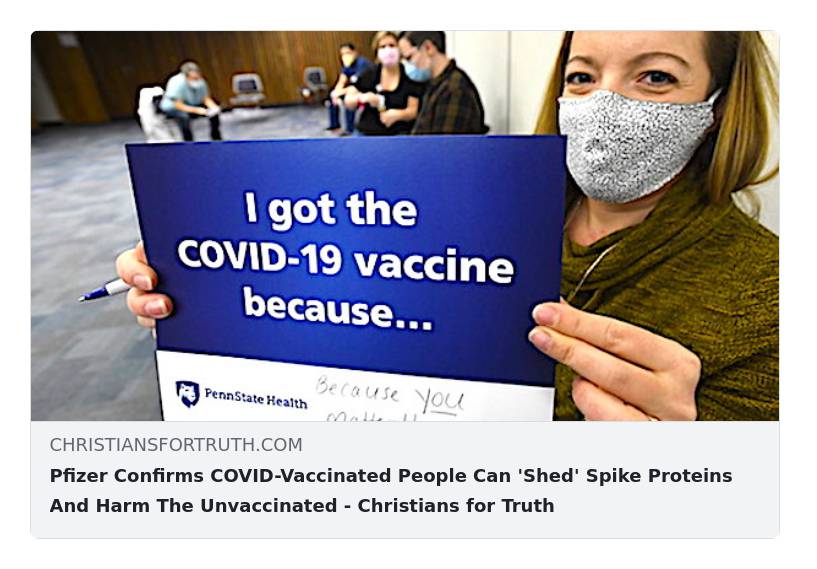 I got the
COVID-19 vaccine
because...
PennState Health
Because you
matter!!
CHRISTIANSFORTRUTH.COM
Pfizer Confirms COVID-Vaccinated People Can 'Shed' Spike Proteins
And Harm The Unvaccinated - Christians for Truth